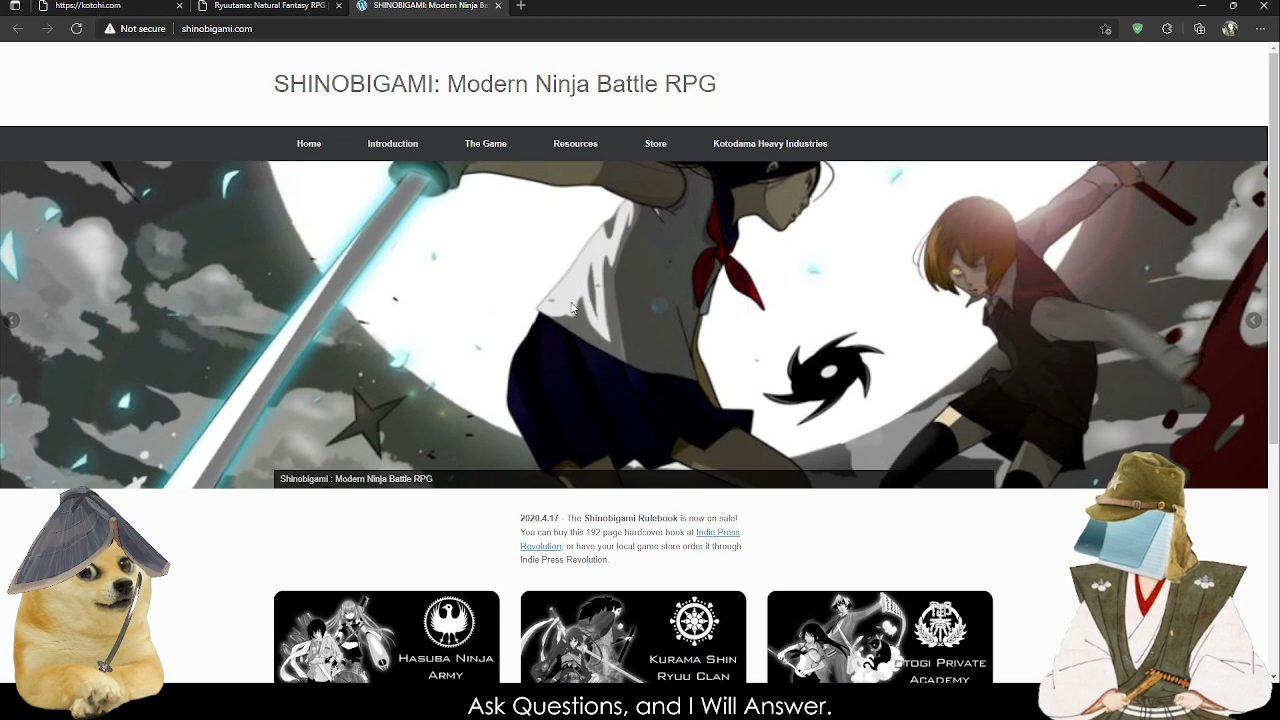 https://kotohi.com
Ryuutama: Natural Fantasy RPG
SHINOBIGAMI: Modern Ninja Ba
Not secure
shinobigami.com
SHINOBIGAMI: Modern Ninja Battle RPG
Home
Introduction
The Game
Resources
Store
Kotodama Heavy Industries
Shinobigami : Modern Ninja Battle RPG
2020.4.17 - The Shinobigami Rulebook is now on sale!
You can buy this 192 page hardcover book at Indie Press
Revolution, or have your local game store order it through
Indie Press Revolution.
HASUBA NINJA
ARMY
KURAMA SHIN
RYUU CLAN
OTOGI PRIVATE
ACADEMY
Ask Questions, and I Will Answer.